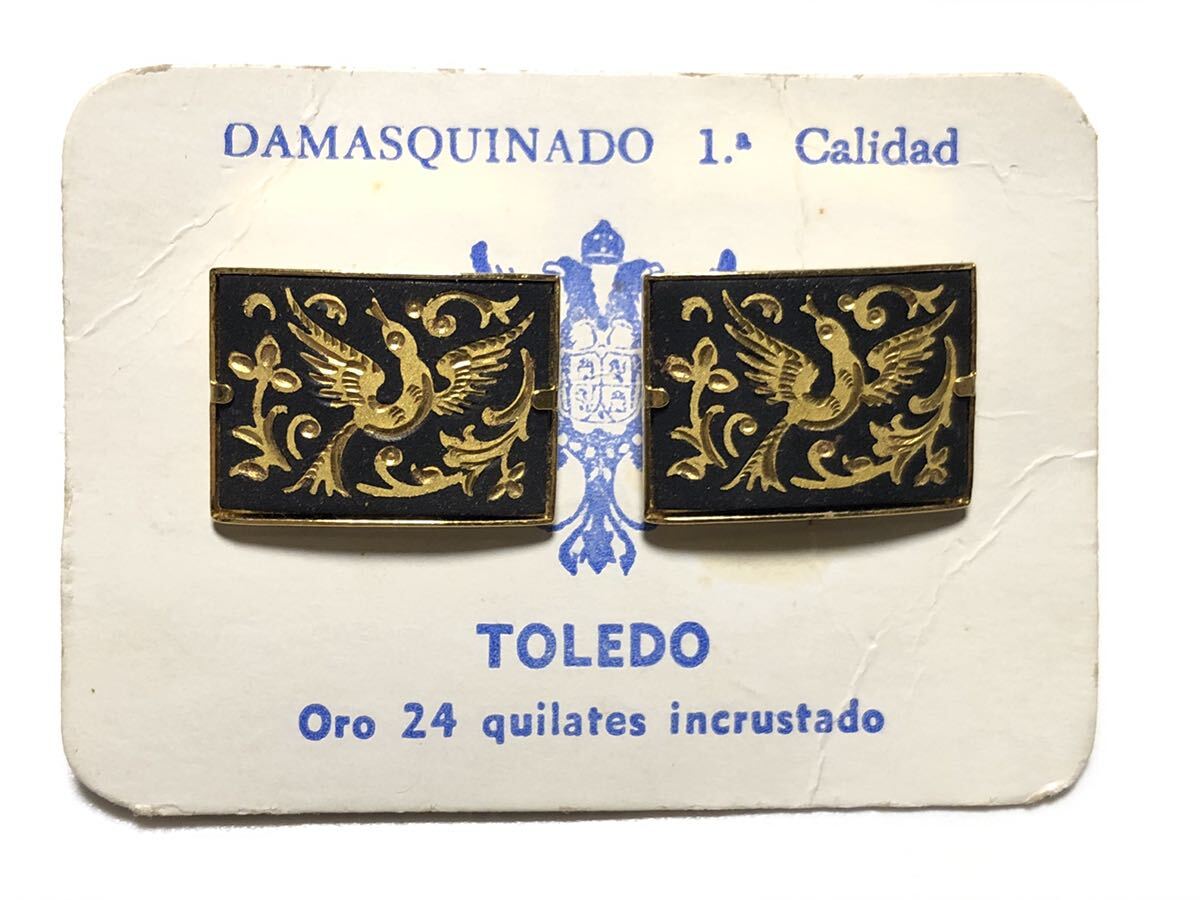 DAMASQUINADO 1.ª Calidad
TOLEDO
Oro 24 quilates incrustado